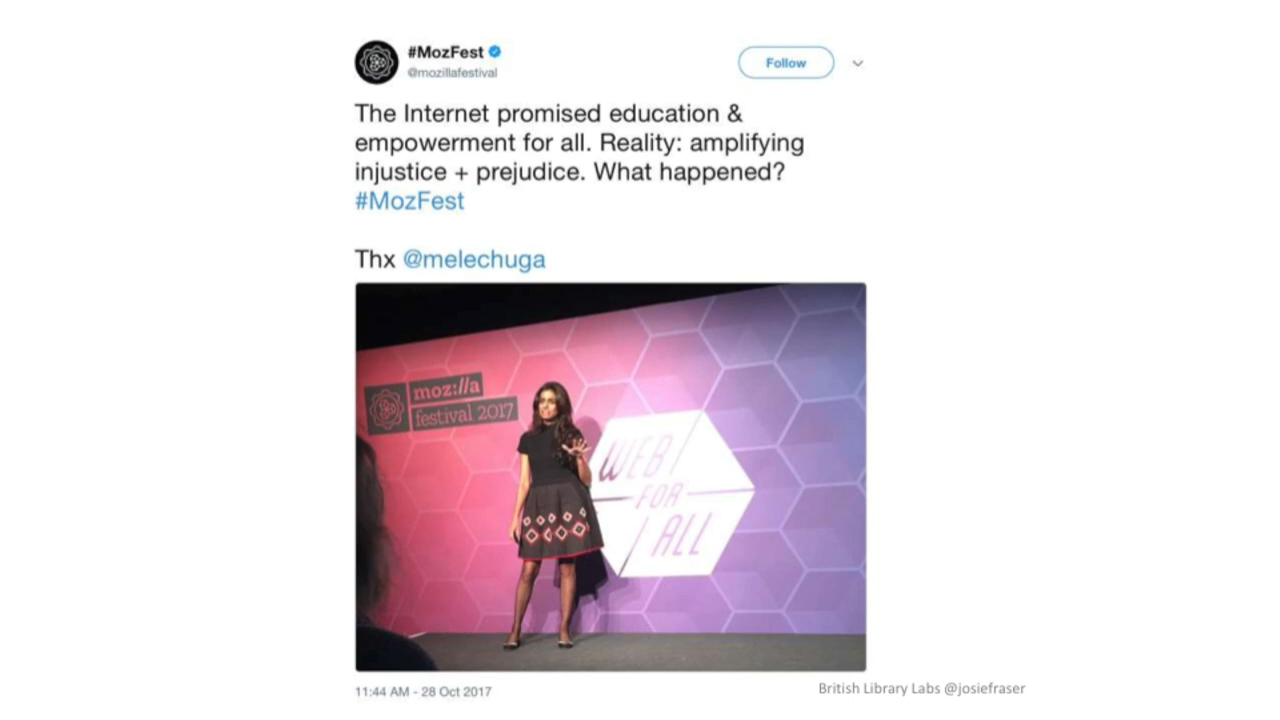 #MozFest
@mozillafestival
Follow
The Internet promised education &
empowerment for all. Reality: amplifying
injustice + prejudice. What happened?
#MozFest
Thx @melechuga
moz://a
festival 2017
WEB
FOR
ALL
11:44 AM - 28 Oct 2017
British Library Labs @josiefraser